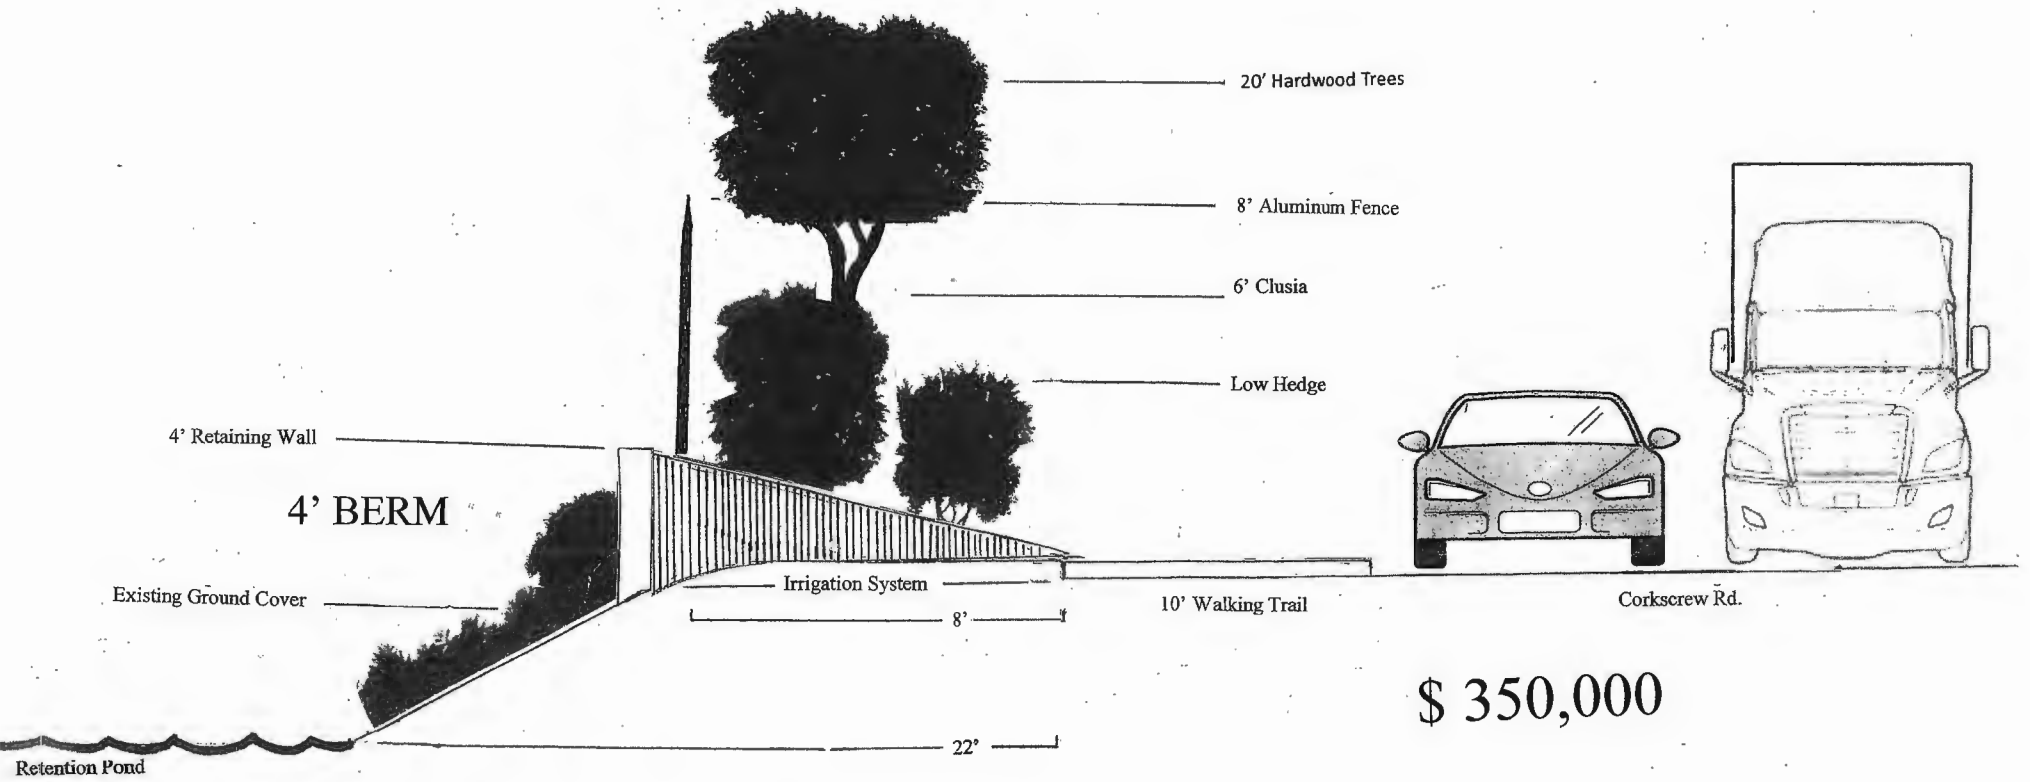 20' Hardwood Trees
8' Aluminum Fence
6' Clusia
Low Hedge
4' Retaining Wall
4' BERM
Existing Ground Cover
Irrigation System
8'
10' Walking Trail
Corkscrew Rd.
$ 350,000
22'
Retention Pond